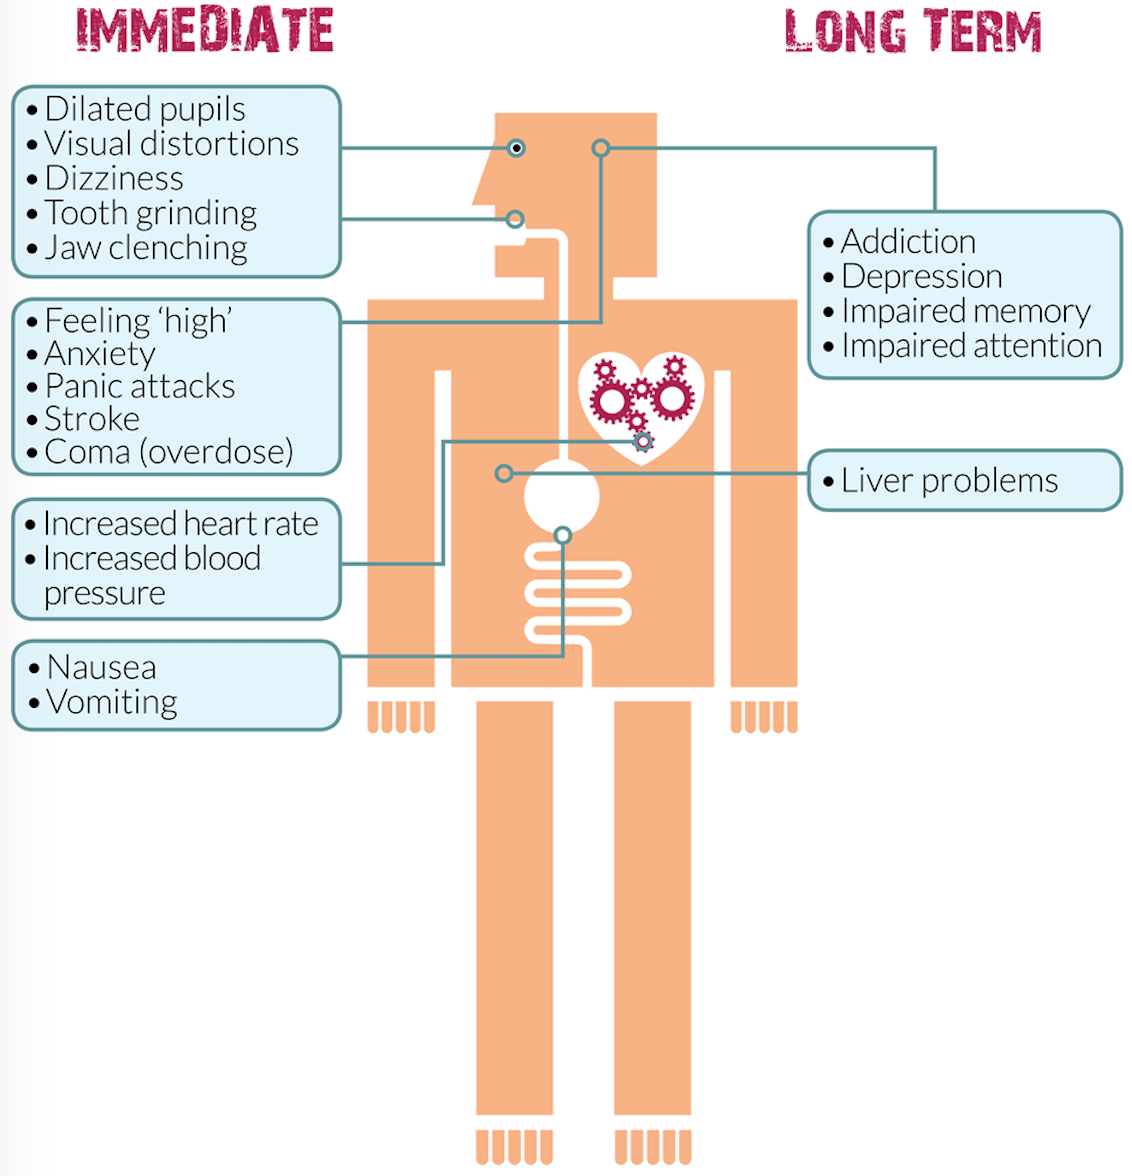 IMMEDIATE
• Dilated pupils
• Visual distortions
• Dizziness
• Tooth grinding
• Jaw clenching
• Feeling ‘high’
• Anxiety
• Panic attacks
• Stroke
• Coma (overdose)
• Increased heart rate
• Increased blood
pressure
• Nausea
• Vomiting
LONG TERM
• Addiction
• Depression
• Impaired memory
• Impaired attention
• Liver problems